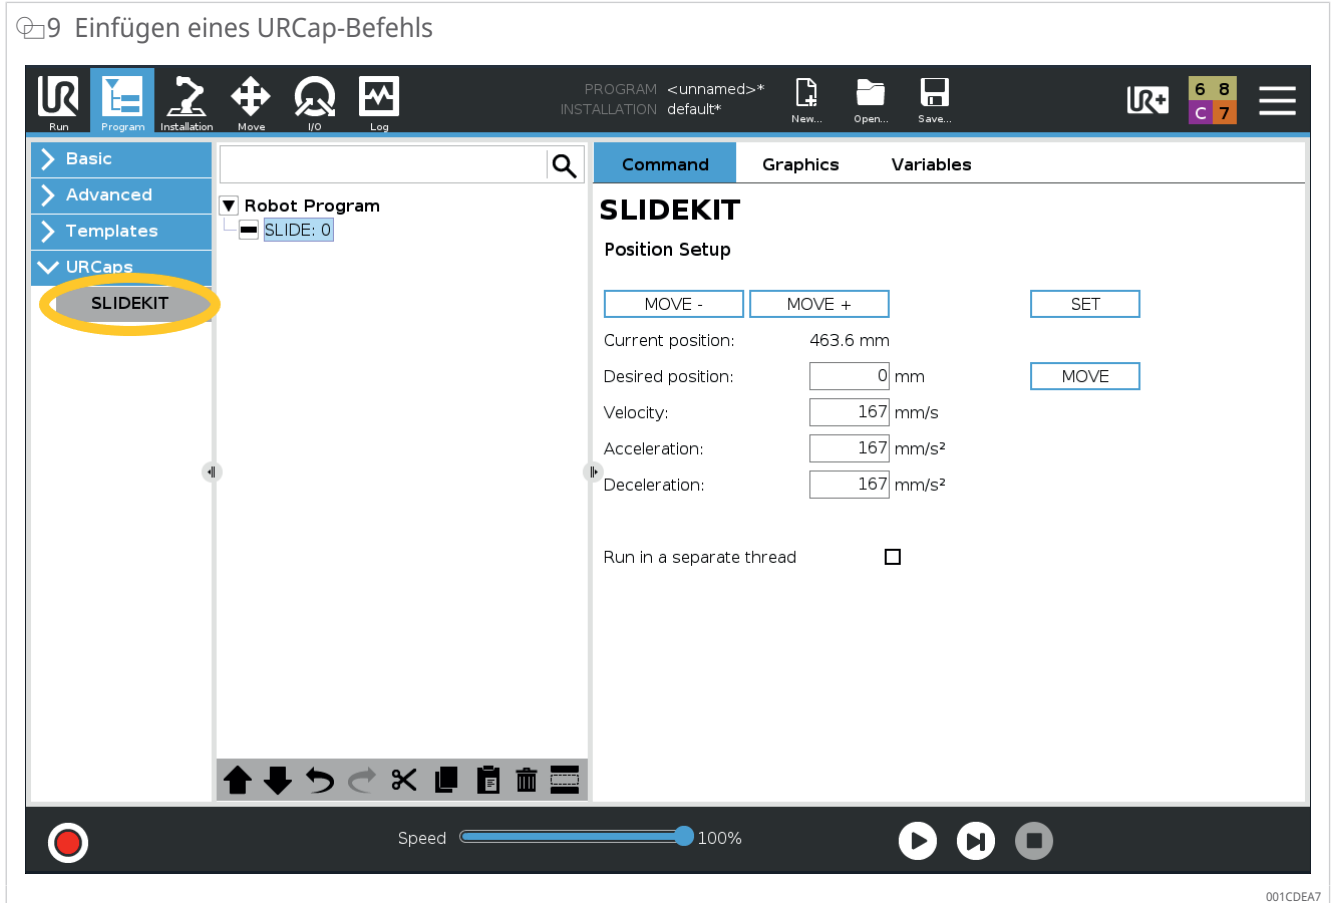 9 Einfügen eines URCap-Befehls
UR
Run
Program
Installation
Move
I/O
Log
PROGRAM <unnamed>*
INSTALLATION default*
New...
Open...
Save...
UR+
6 8
C 7
Basic
Advanced
Templates
URCaps
SLIDEKIT
Robot Program
SLIDE: 0
Command Graphics Variables
SLIDEKIT
Position Setup
MOVE - MOVE + SET
Current position: 463.6 mm
Desired position: 0 mm MOVE
Velocity: 167 mm/s
Acceleration: 167 mm/s²
Deceleration: 167 mm/s²
Run in a separate thread
Speed 100%
001CDEA7